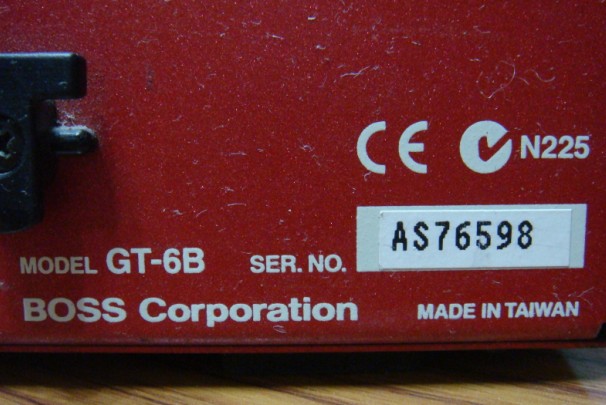 CE N225
AS76598
MODEL GT-6B SER. NO.
BOSS Corporation MADE IN TAIWAN